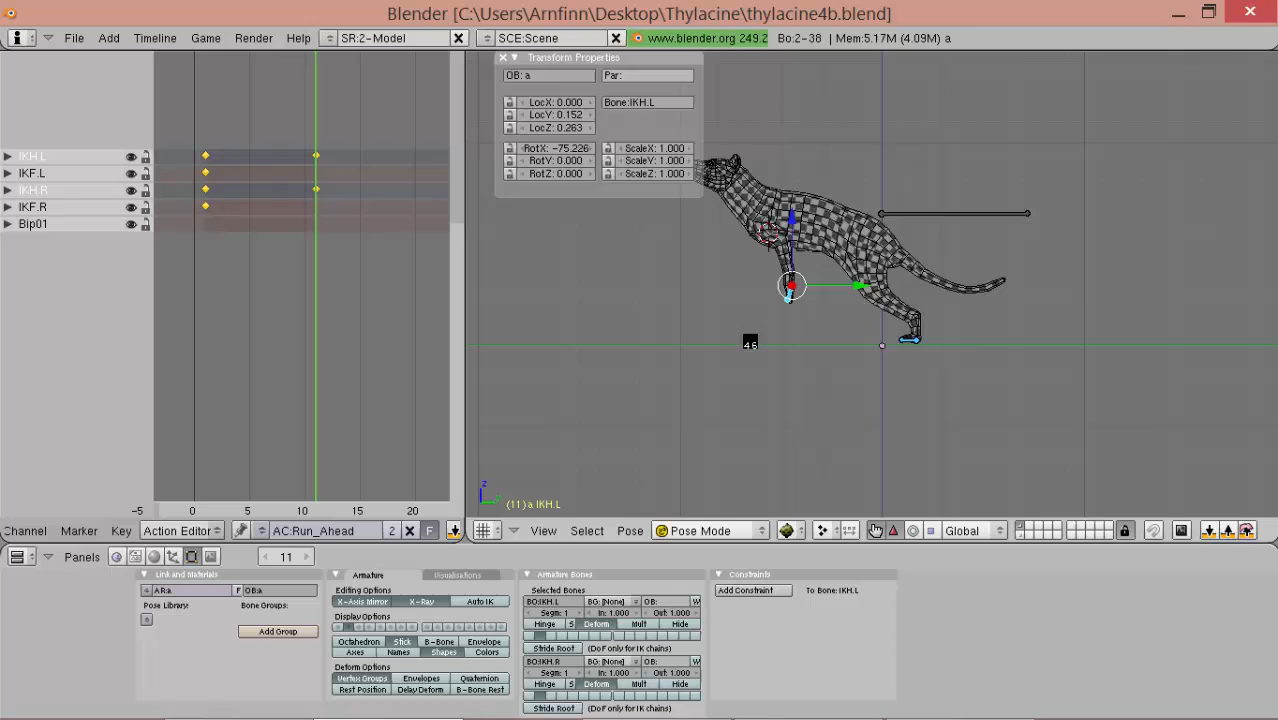 Blender [C:\Users\Arnfinn\Desktop\Thylacine\thylacine4b.blend]
File Add Timeline Game Render Help SR:2-Model SCE:Scene www.blender.org 249.2 Bo:2-38 | Mem:5.17M (4.09M) a
Transform Properties
OB: a Par:
LocX: 0.000 Bone:IKH.L
LocY: 0.152
LocZ: 0.263
RotX: -75.226 ScaleX: 1.000
RotY: 0.000 ScaleY: 1.000
RotZ: 0.000 ScaleZ: 1.000
IKH.L
IKF.L
IKH.R
IKF.R
Bip01
46
z
(11) a IKH.L
-5 0 5 10 15 20
Channel Marker Key Action Editor AC:Run_Ahead 2 F
View Select Pose Pose Mode Global
Panels 11
Link and Materials
AR:a F OB:a
Pose Library: Bone Groups:
Add Group
Armature Visualisations
Editing Options
X-Axis Mirror X-Ray Auto IK
Display Options
Octahedron Stick B-Bone Envelope
Axes Names Shapes Colors
Deform Options
Vertex Groups Envelopes Quaternion
Rest Position Delay Deform B-Bone Rest
Armature Bones
Selected Bones
BO:IKH.L BG: [None] OB: W
Segm: 1 In: 1.000 Out: 1.000
Hinge S Deform Mult Hide
Stride Root (DoF only for IK chains)
BO:IKH.R BG: [None] OB: W
Segm: 1 In: 1.000 Out: 1.000
Hinge S Deform Mult Hide
Stride Root (DoF only for IK chains)
Constraints
Add Constraint To Bone: IKH.L